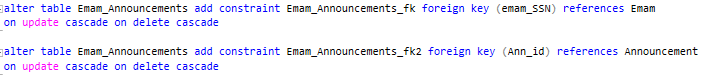 alter table Emam_Announcements add constraint Emam_Announcements_fk foreign key (emam_SSN) references Emam
on update cascade on delete cascade
alter table Emam_Announcements add constraint Emam_Announcements_fk2 foreign key (Ann_id) references Announcement
on update cascade on delete cascade